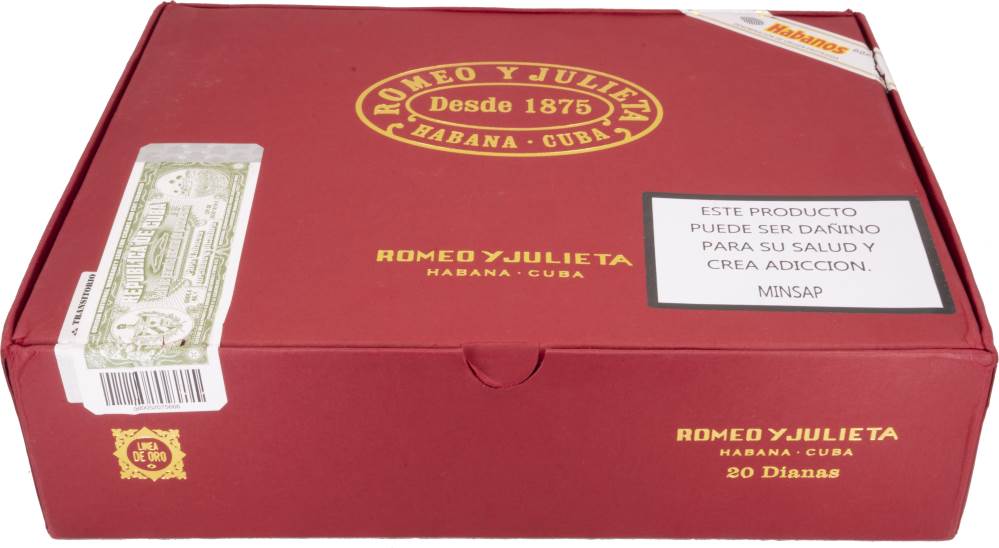 Habanos
ROMEO Y JULIETA
Desde 1875
HABANA · CUBA
REPUBLICA DE CUBA
TRANSITORIO
ROMEO Y JULIETA
HABANA · CUBA
ESTE PRODUCTO
PUEDE SER DAÑINO
PARA SU SALUD Y
CREA ADICCION.
MINSAP
LINEA
DE ORO
ROMEO Y JULIETA
HABANA · CUBA
20 Dianas